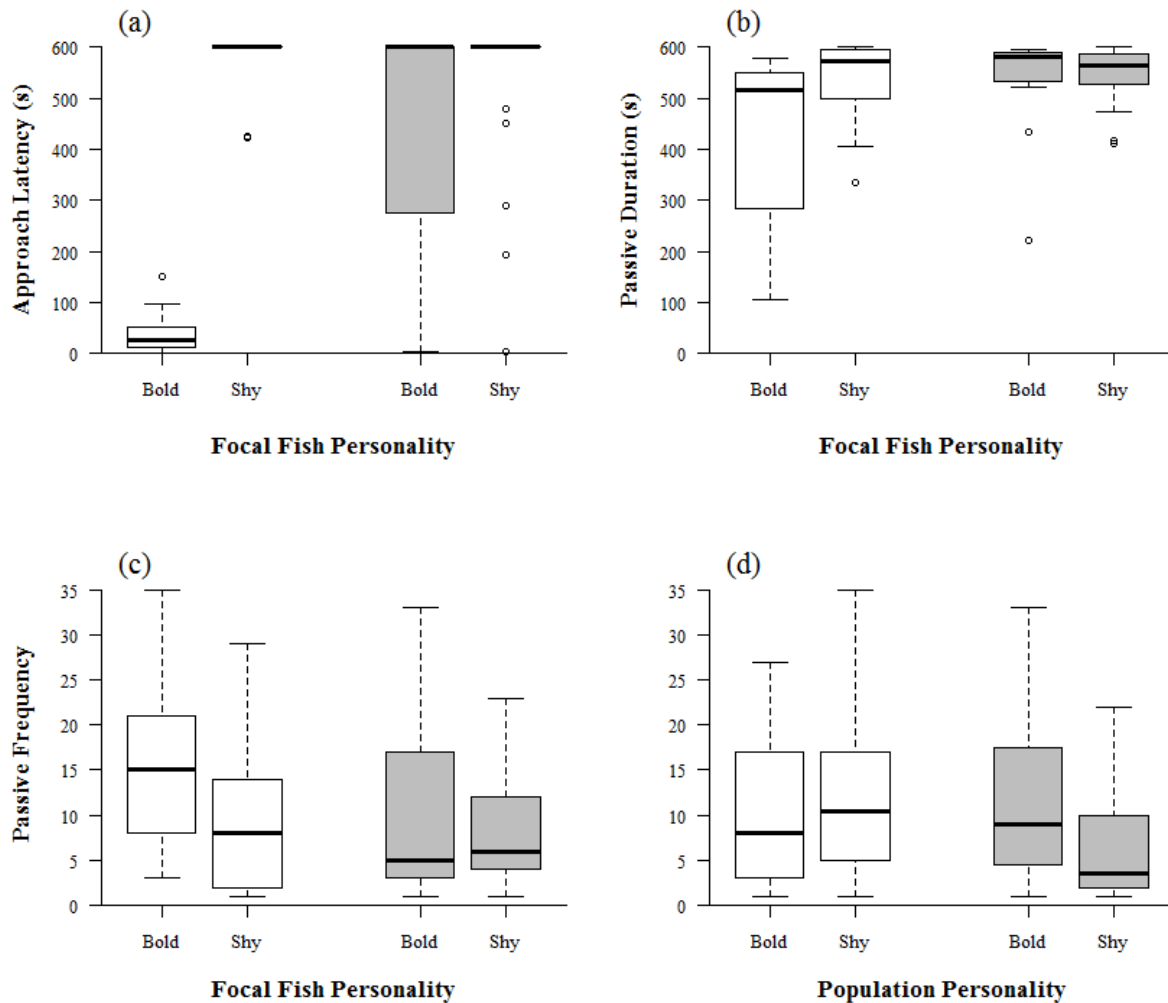 (a)
Approach Latency (s)
600
500
400
300
200
100
0
Bold Shy Bold Shy
Focal Fish Personality
(b)
Passive Duration (s)
600
500
400
300
200
100
0
Bold Shy Bold Shy
Focal Fish Personality
(c)
Passive Frequency
35
30
25
20
15
10
5
0
Bold Shy Bold Shy
Focal Fish Personality
(d)
35
30
25
20
15
10
5
0
Bold Shy Bold Shy
Population Personality